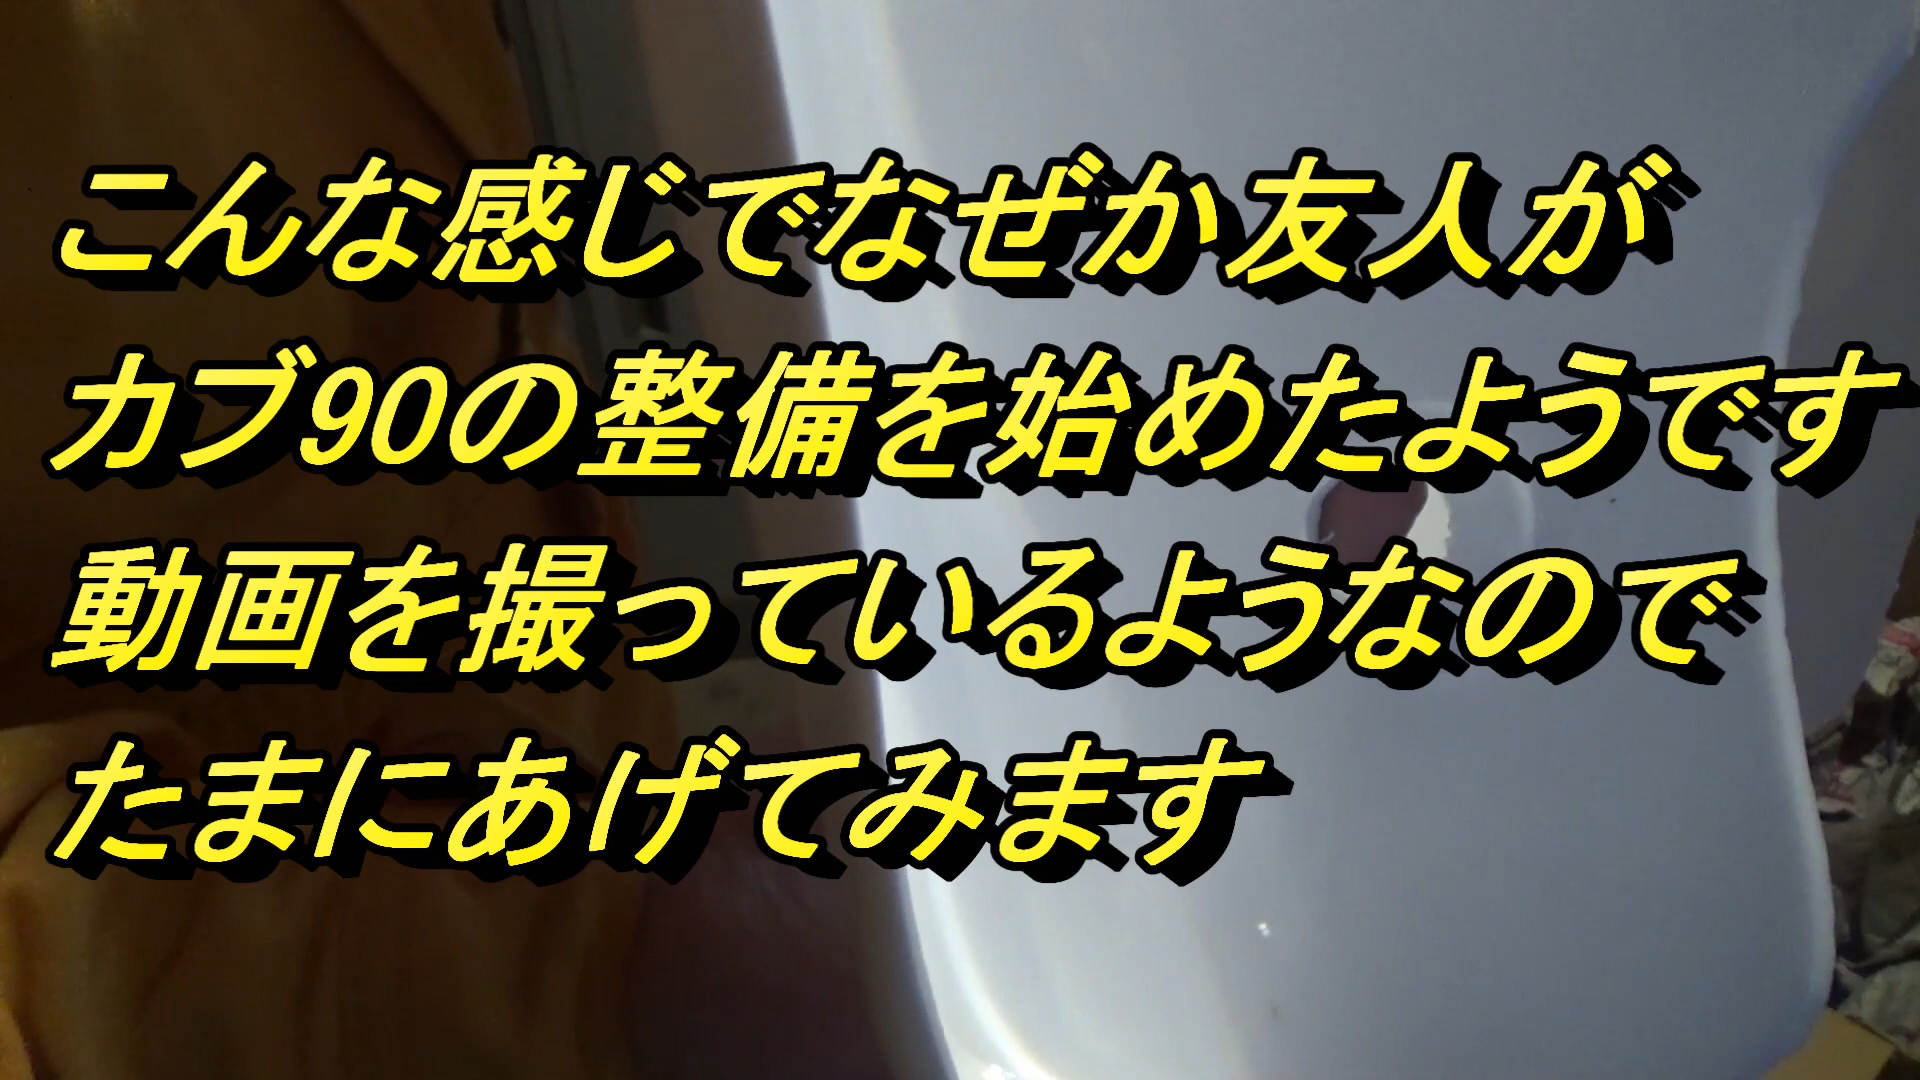 こんな感じでなぜか友人が
カブ90の整備を始めたようです
動画を撮っているようなので
たまにあげてみます